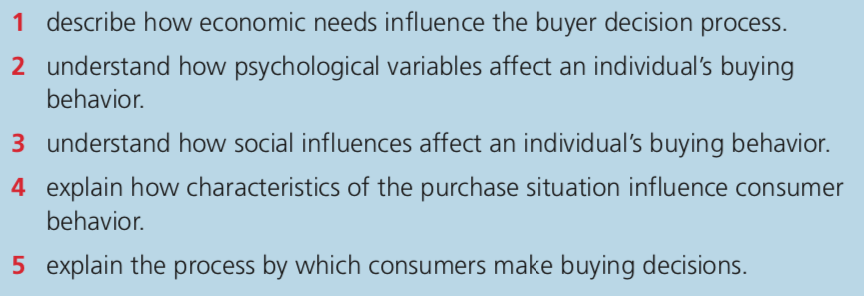 1 describe how economic needs influence the buyer decision process.
2 understand how psychological variables affect an individual's buying
behavior.
3 understand how social influences affect an individual's buying behavior.
4 explain how characteristics of the purchase situation influence consumer
behavior.
5 explain the process by which consumers make buying decisions.